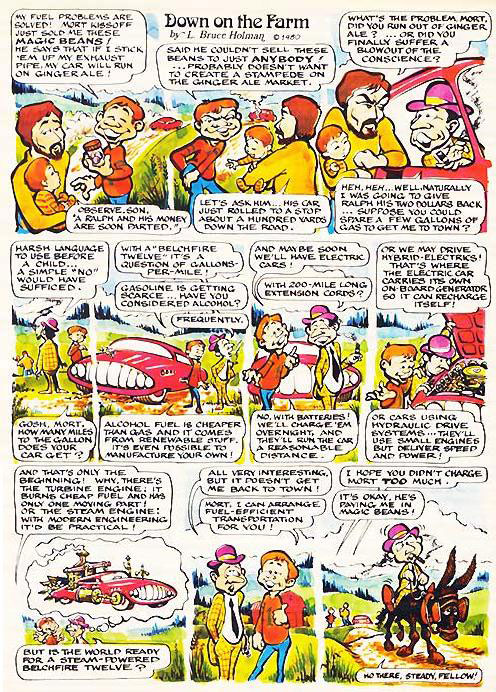 Down on the Farm
by L. Bruce Holman ©1980
MY FUEL PROBLEMS ARE
SOLVED! MORT KISSOFF
JUST SOLD ME THESE
MAGIC BEANS!
HE SAYS THAT IF I STICK
'EM UP MY EXHAUST
PIPE, MY CAR WILL RUN
ON GINGER ALE!
OBSERVE, SON,
"A RALPH AND HIS MONEY
ARE SOON PARTED."
SAID HE COULDN'T SELL THESE
BEANS TO JUST ANYBODY!
...PROBABLY DOESN'T WANT
TO CREATE A STAMPEDE ON
THE GINGER ALE MARKET.
LET'S ASK HIM... HIS CAR
JUST ROLLED TO A STOP
ABOUT A HUNDRED YARDS
DOWN THE ROAD.
WHAT'S THE PROBLEM, MORT,
DID YOU RUN OUT OF GINGER
ALE? ...OR DID YOU
FINALLY SUFFER A
BLOWOUT OF THE
CONSCIENCE?
HEH, HEH...WELL, NATURALLY
I WAS GOING TO GIVE
RALPH HIS TWO DOLLARS BACK
...SUPPOSE YOU COULD
SPARE A FEW GALLONS OF
GAS TO GET ME TO TOWN?
HARSH LANGUAGE
TO USE BEFORE
A CHILD...
A SIMPLE "NO"
WOULD HAVE
SUFFICED.
GOSH, MORT,
HOW MANY MILES
TO THE GALLON
DOES YOUR
CAR GET?
WITH A "BELCHFIRE
TWELVE" IT'S A
QUESTION OF GALLONS-
PER-MILE!
GASOLINE IS GETTING
SCARCE... HAVE YOU
CONSIDERED ALCOHOL?
FREQUENTLY.
ALCOHOL FUEL IS CHEAPER
THAN GAS AND IT COMES
FROM RENEWABLE STUFF.
IT'S EVEN POSSIBLE TO
MANUFACTURE YOUR OWN!
AND MAYBE SOON
WE'LL HAVE ELECTRIC
CARS!
WITH 200-MILE LONG
EXTENSION CORDS?
NO, WITH BATTERIES!
WE'LL CHARGE 'EM
OVERNIGHT, AND
THEY'LL RUN THE CAR
A REASONABLE
DISTANCE.
OR WE MAY DRIVE
HYBRID-ELECTRICS!
THAT'S WHERE
THE ELECTRIC CAR
CARRIES ITS OWN
ON-BOARD GENERATOR
SO IT CAN RECHARGE
ITSELF!
OR CARS USING
HYDRAULIC DRIVE
SYSTEMS... THEY'LL
USE SMALL ENGINES
BUT DELIVER SPEED
AND POWER!
AND THAT'S ONLY THE
BEGINNING! WHY, THERE'S
THE TURBINE ENGINE; IT
BURNS CHEAP FUEL AND HAS
ONLY ONE MOVING PART!
OR THE STEAM ENGINE:
WITH MODERN ENGINEERING
IT'D BE PRACTICAL!
BUT IS THE WORLD READY
FOR A STEAM-POWERED
BELCHFIRE TWELVE?
ALL VERY INTERESTING,
BUT IT DOESN'T GET
ME BACK TO TOWN!
MORT, I CAN ARRANGE
FUEL-EFFICIENT
TRANSPORTATION
FOR YOU!
I HOPE YOU DIDN'T CHARGE
MORT TOO MUCH.
IT'S OKAY, HE'S
PAYING ME IN
MAGIC BEANS!
HO THERE, STEADY, FELLOW!